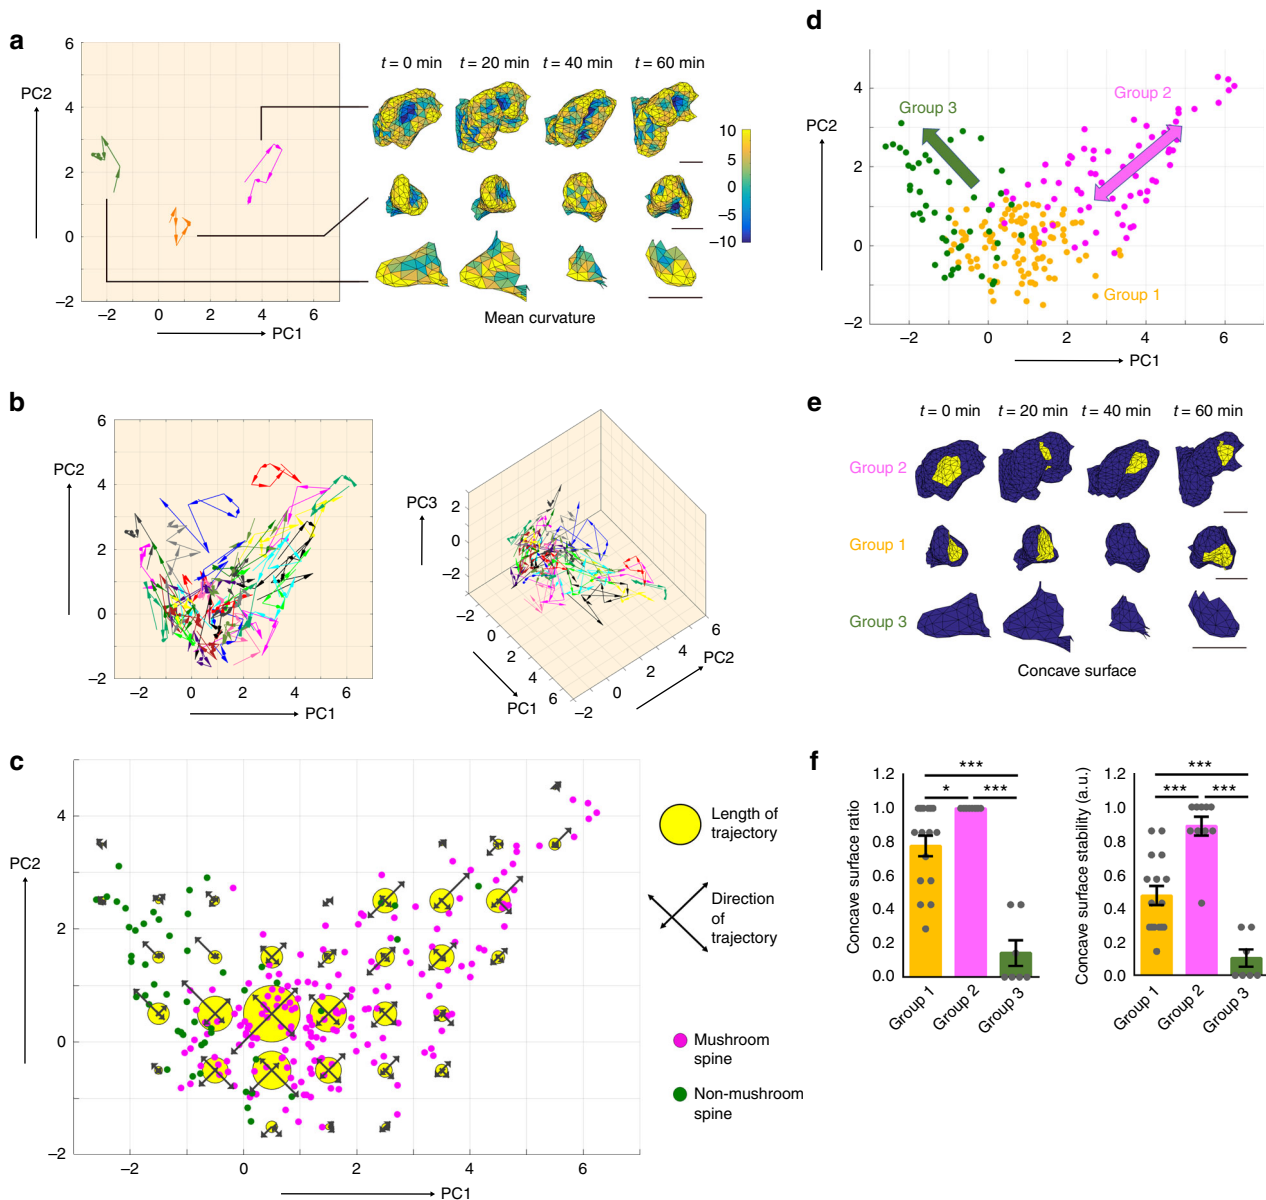 a
6
4
2
0
−2
−2
0
2
4
6
PC2
PC1
t = 0 min
t = 20 min
t = 40 min
t = 60 min
10
5
0
−5
−10
Mean curvature
b
6
4
2
0
−2
−2
0
2
4
6
PC2
PC1
PC3
2
0
−2
−2
0
2
4
6
PC1
−2
0
2
4
6
PC2
c
4
2
0
−2
−2
0
2
4
6
PC2
PC1
Length of
trajectory
Direction
of
trajectory
Mushroom
spine
Non-mushroom
spine
d
4
2
0
−2
−2
0
2
4
6
PC2
PC1
Group 3
Group 2
Group 1
e
t = 0 min
t = 20 min
t = 40 min
t = 60 min
Group 2
Group 1
Group 3
Concave surface
f
Concave surface ratio
1.2
1.0
0.8
0.6
0.4
0.2
0.0
***
*
***
Group 1
Group 2
Group 3
Concave surface stability (a.u.)
1.2
1.0
0.8
0.6
0.4
0.2
0.0
***
***
***
Group 1
Group 2
Group 3